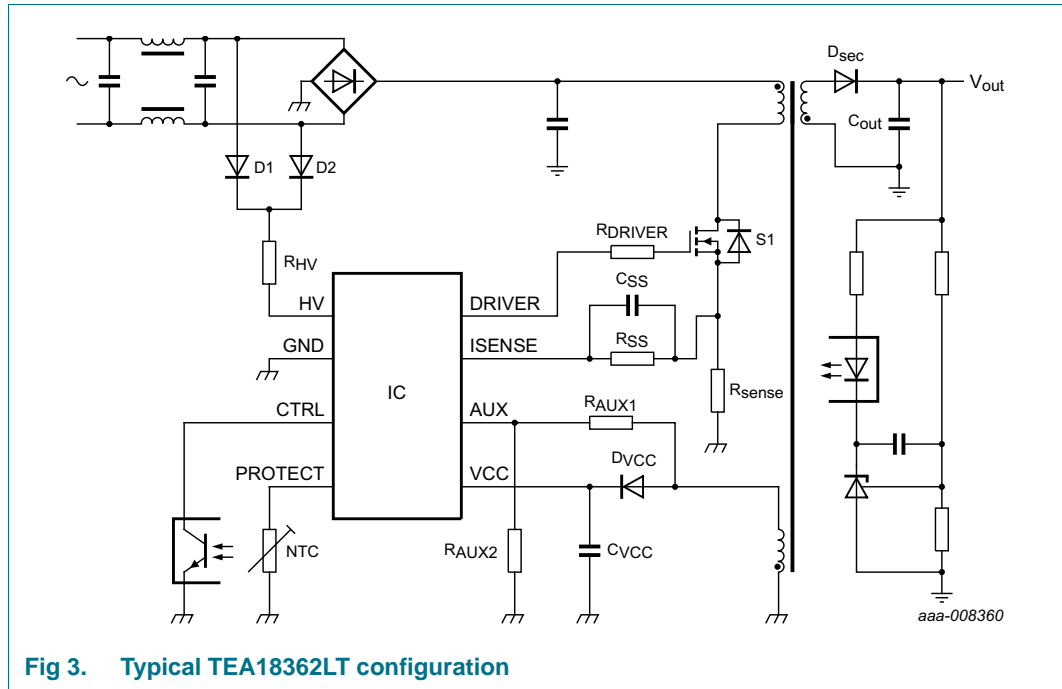 Dsec
Vout
Cout
D1
D2
RHV
RDRIVER
S1
CSS
HV
DRIVER
RSS
GND
ISENSE
IC
Rsense
CTRL
AUX
RAUX1
PROTECT
VCC
DVCC
NTC
RAUX2
CVCC
aaa-008360
Fig 3. Typical TEA18362LT configuration